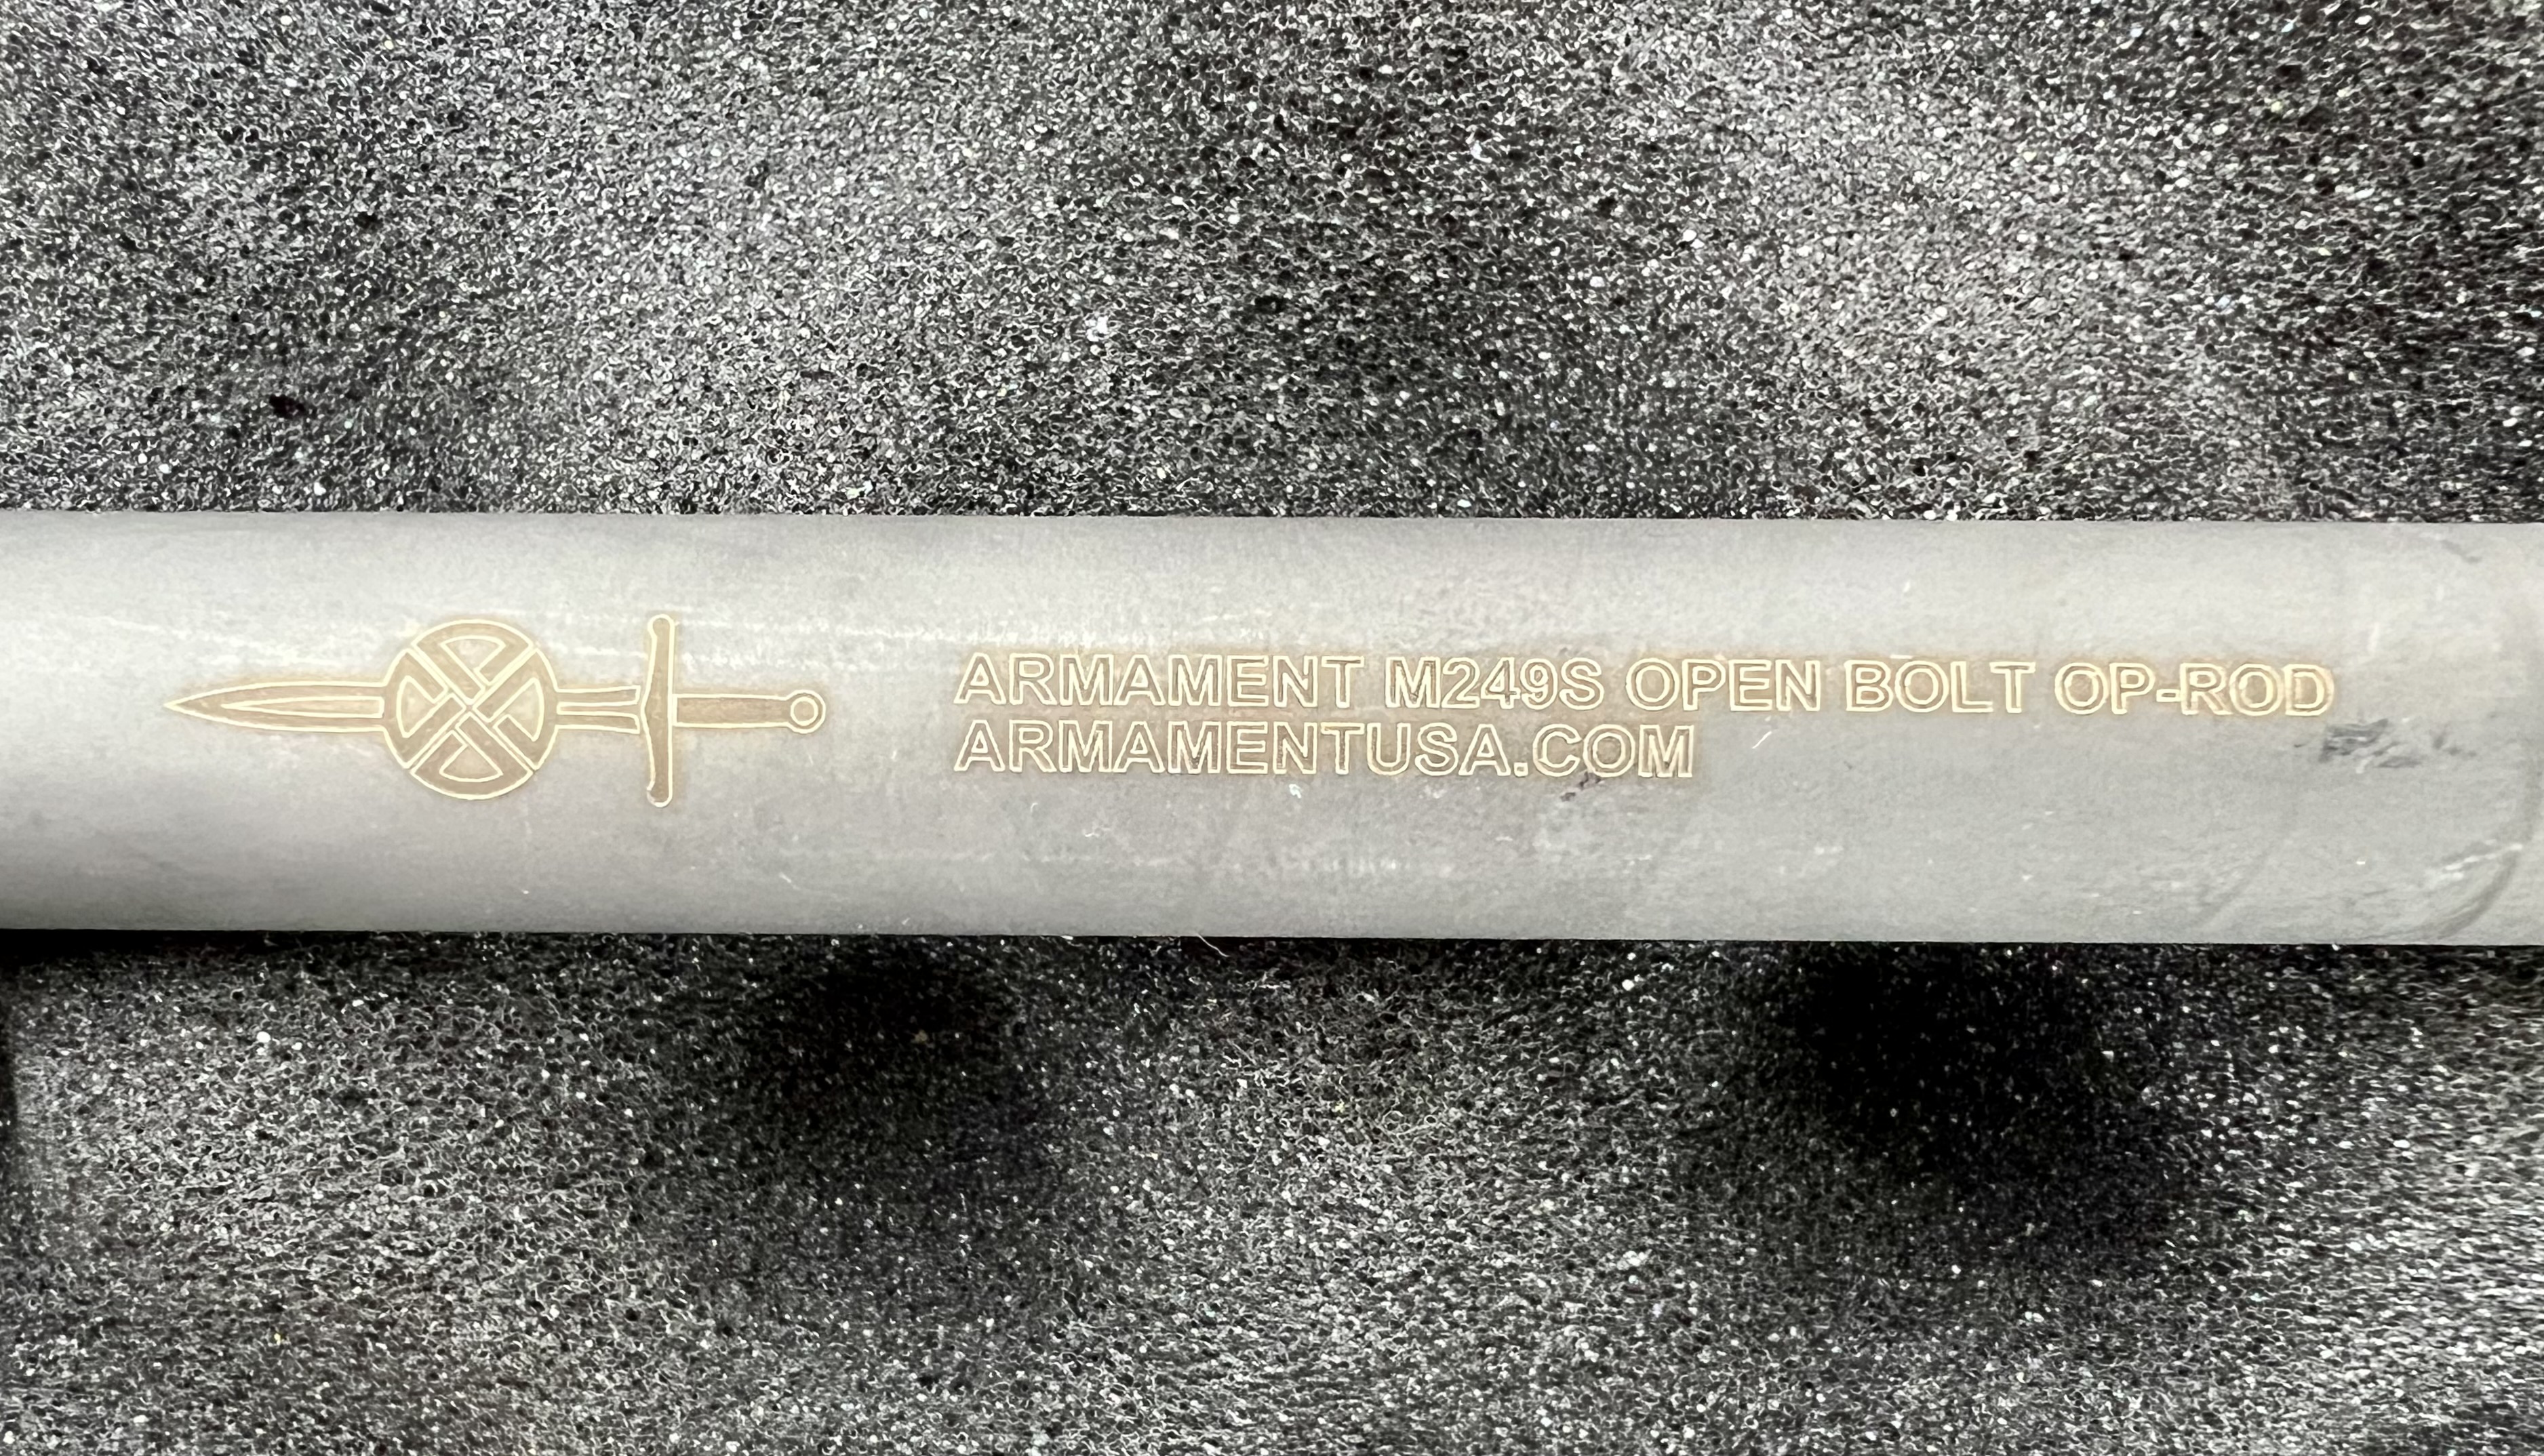 ARMAMENT M249S OPEN BOLT OP-ROD
ARMAMENTUSA.COM